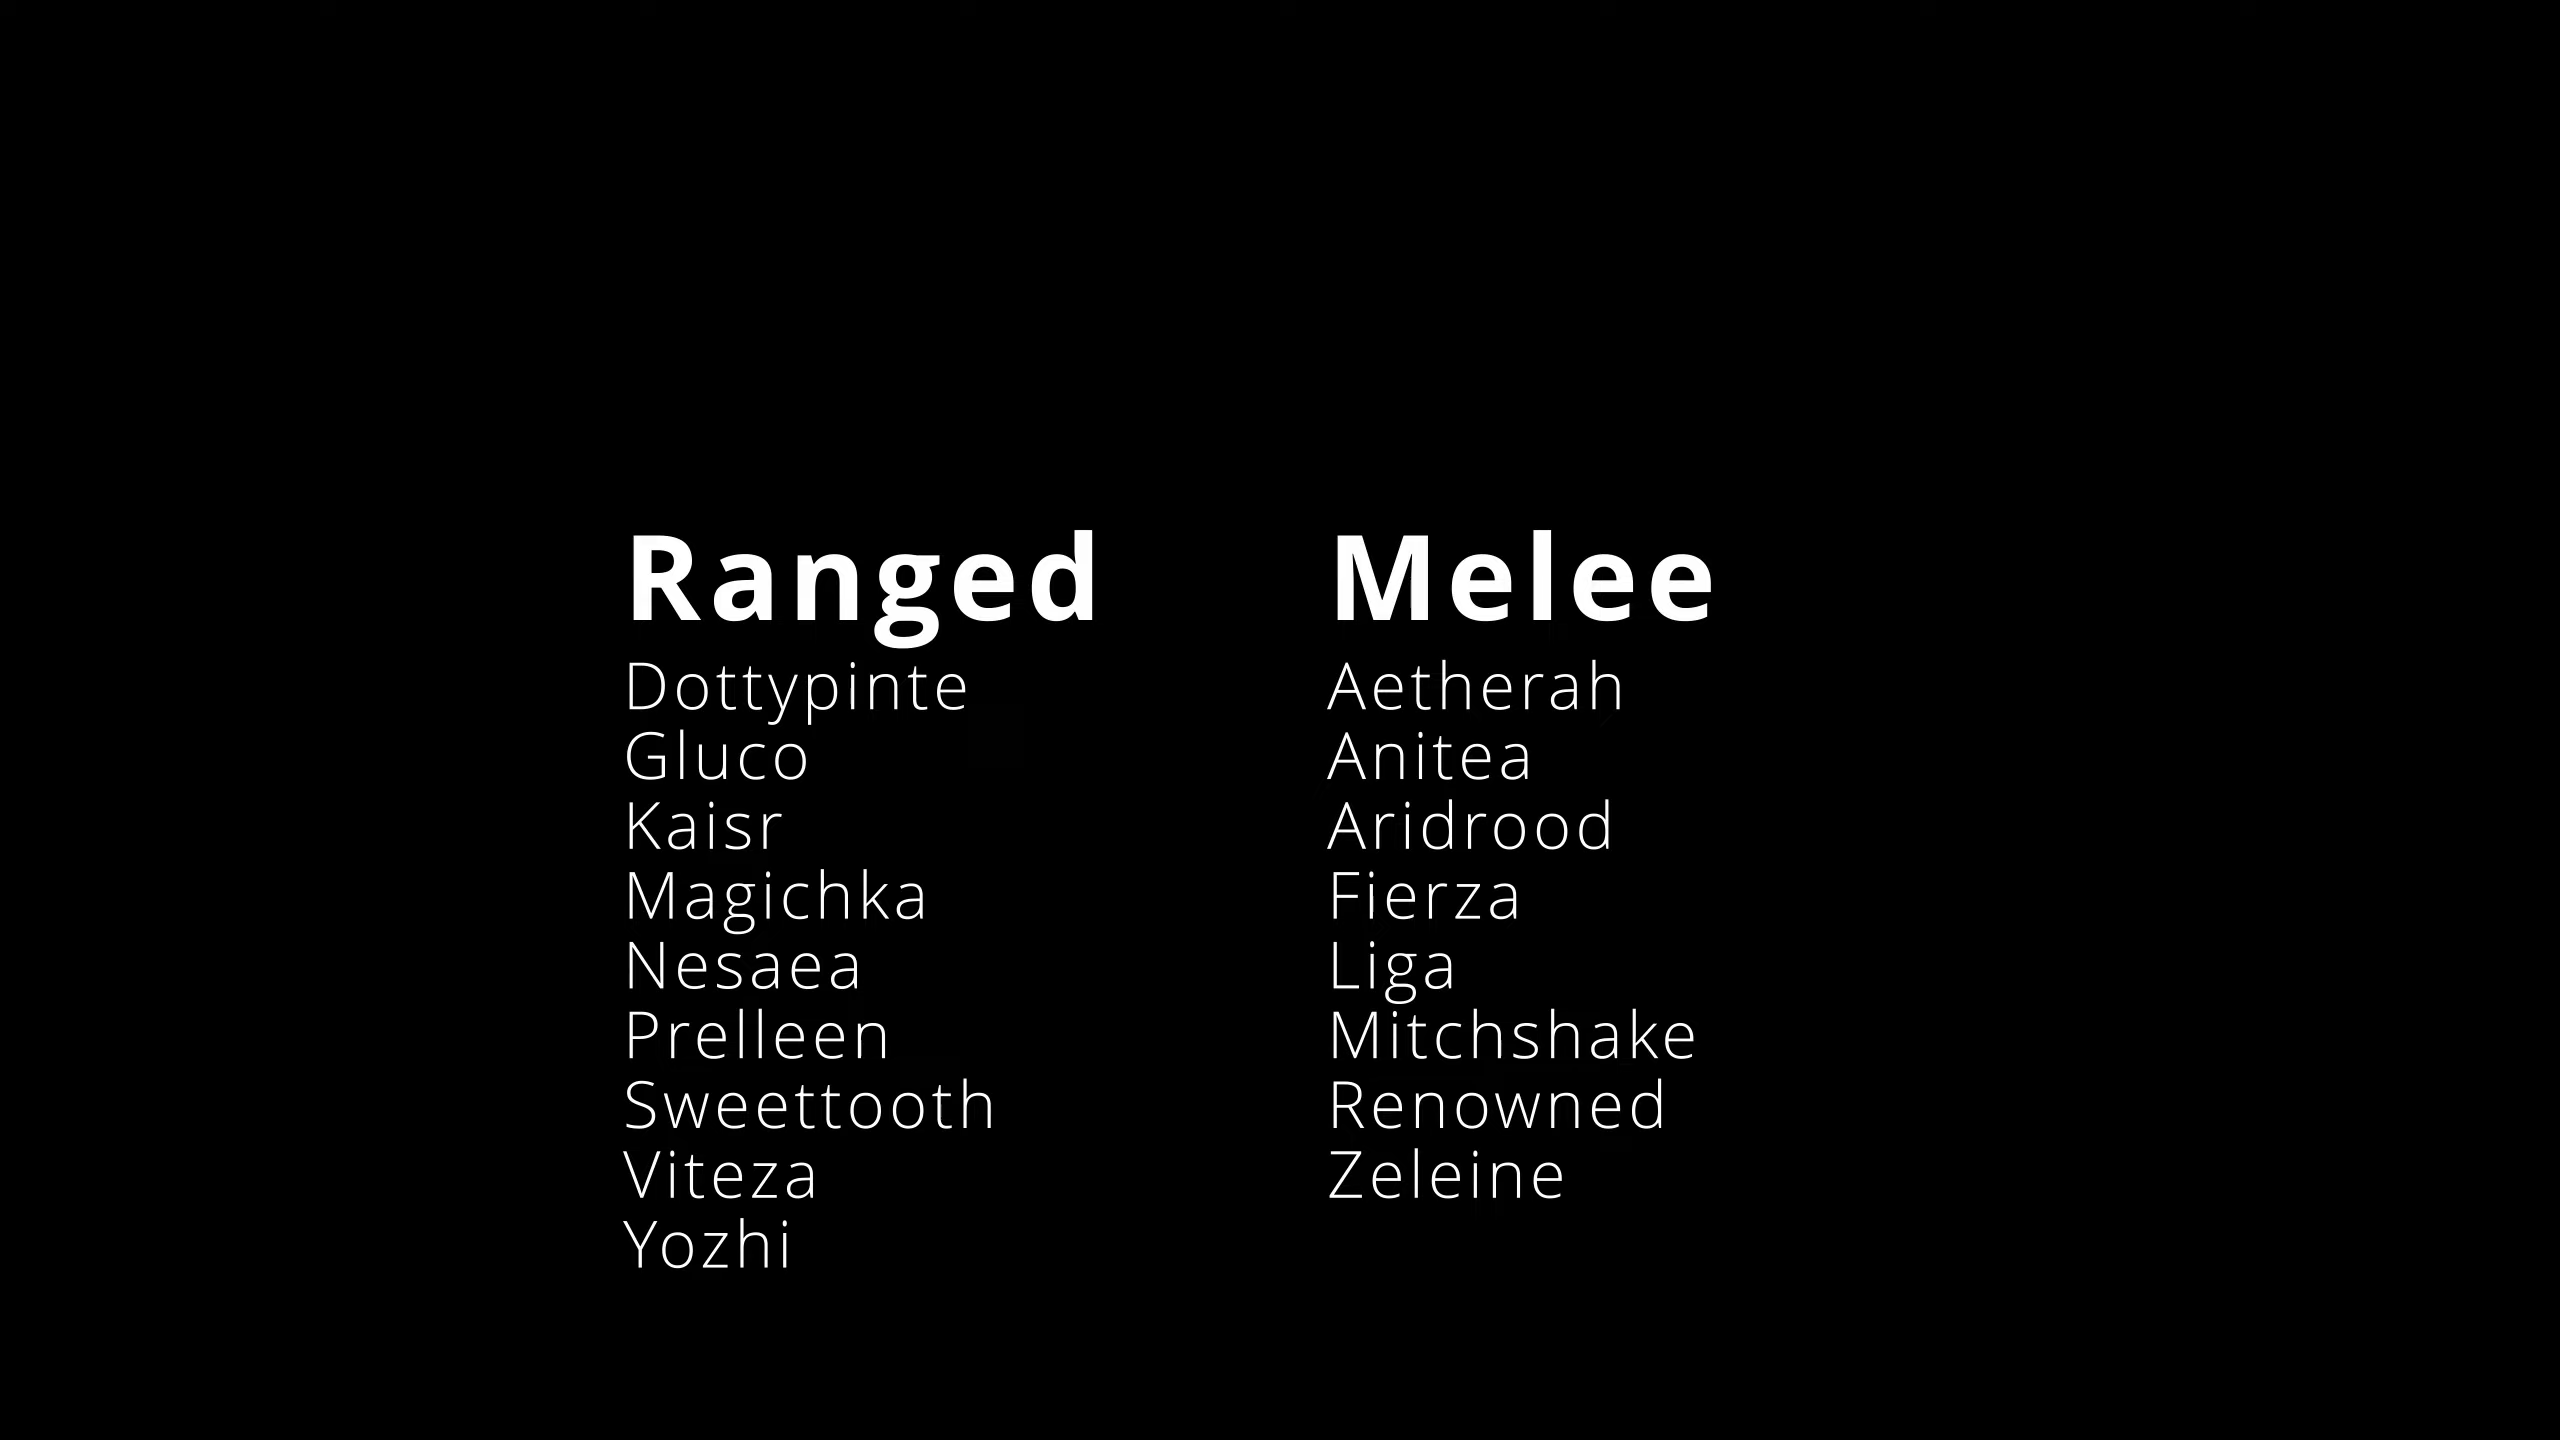 Ranged
Dottypinte
Gluco
Kaisr
Magichka
Nesaea
Prelleen
Sweettooth
Viteza
Yozhi
Melee
Aetherah
Anitea
Aridrood
Fierza
Liga
Mitchshake
Renowned
Zeleine